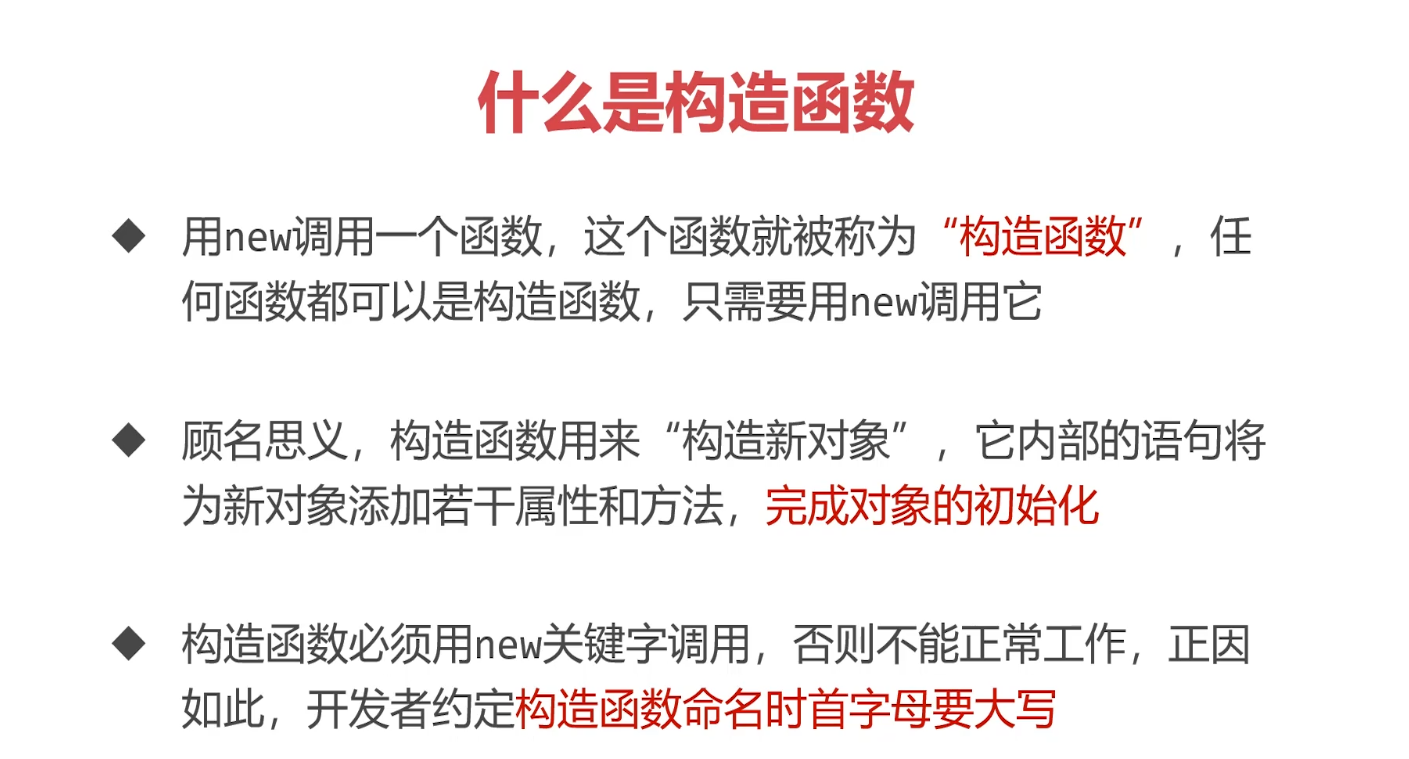 什么是构造函数
用new调用一个函数，这个函数就被称为“构造函数”，任
何函数都可以是构造函数，只需要用new调用它
顾名思义，构造函数用来“构造新对象”，它内部的语句将
为新对象添加若干属性和方法，完成对象的初始化
构造函数必须用new关键字调用，否则不能正常工作，正因
如此，开发者约定构造函数命名时首字母要大写